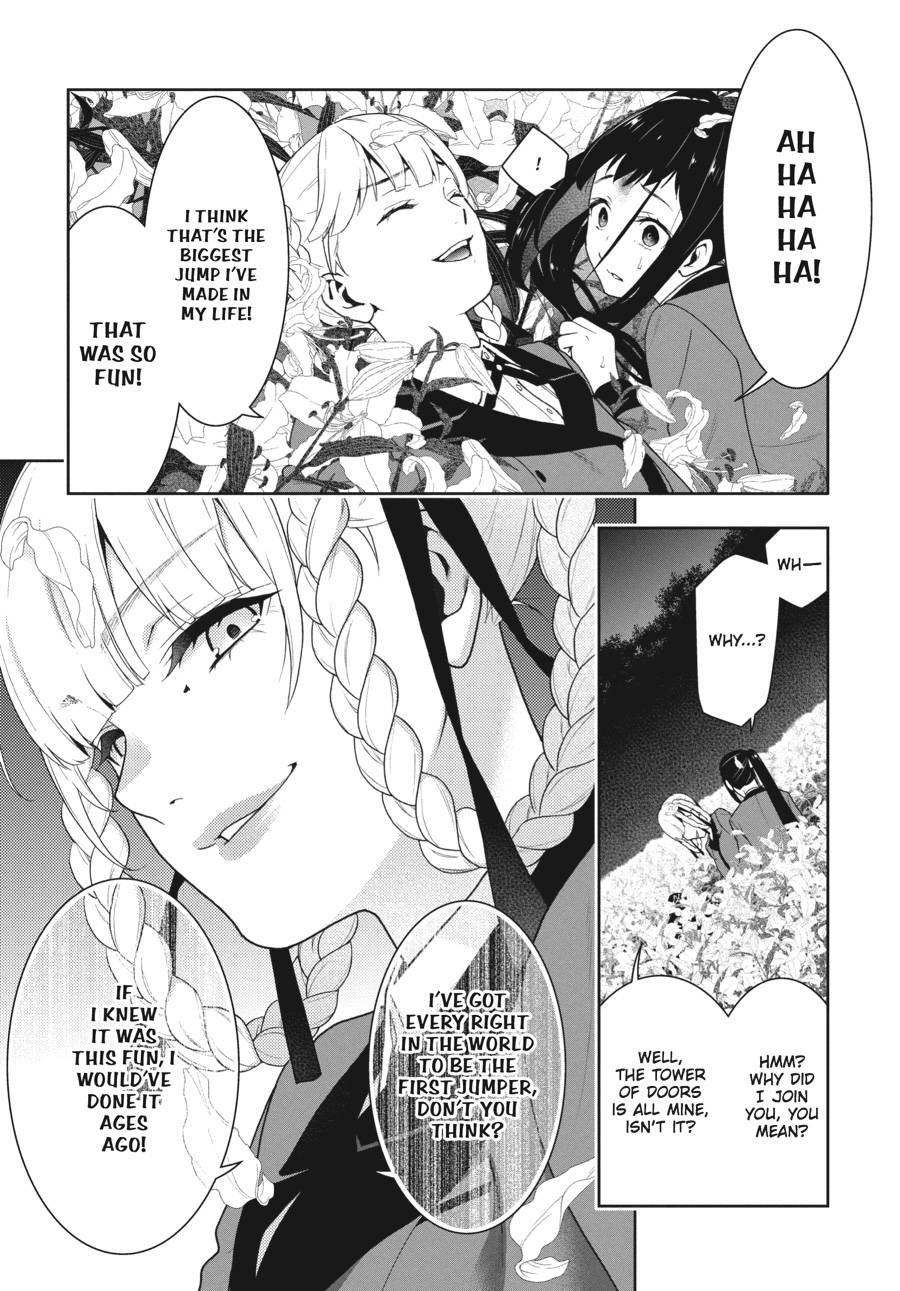 AH
HA
HA
HA
HA!
!
I THINK
THAT'S THE
BIGGEST
JUMP I'VE
MADE IN
MY LIFE!
THAT
WAS SO
FUN!
WH—
WHY...?
HMM?
WHY DID
I JOIN
YOU, YOU
MEAN?
WELL,
THE TOWER
OF DOORS
IS ALL MINE,
ISN'T IT?
I'VE GOT
EVERY RIGHT
IN THE WORLD
TO BE THE
FIRST JUMPER,
DON'T YOU
THINK?
IF
I KNEW
IT WAS
THIS FUN, I
WOULD'VE
DONE IT
AGES
AGO!